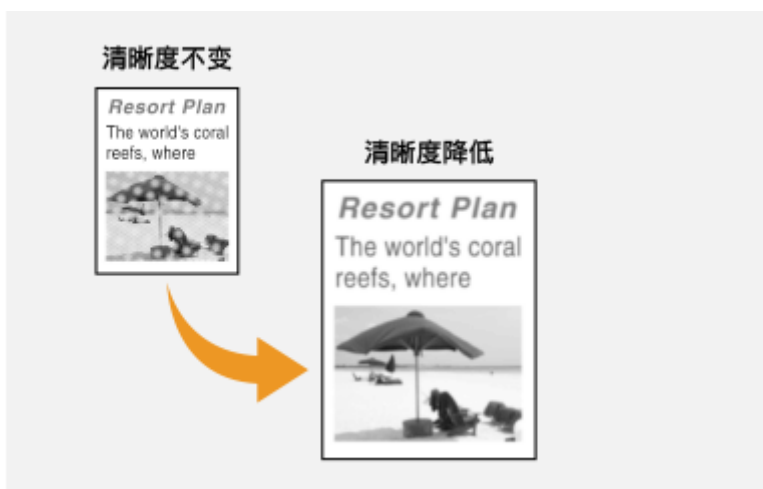 清晰度不变
Resort Plan
The world's coral
reefs, where
清晰度降低
Resort Plan
The world's coral
reefs, where